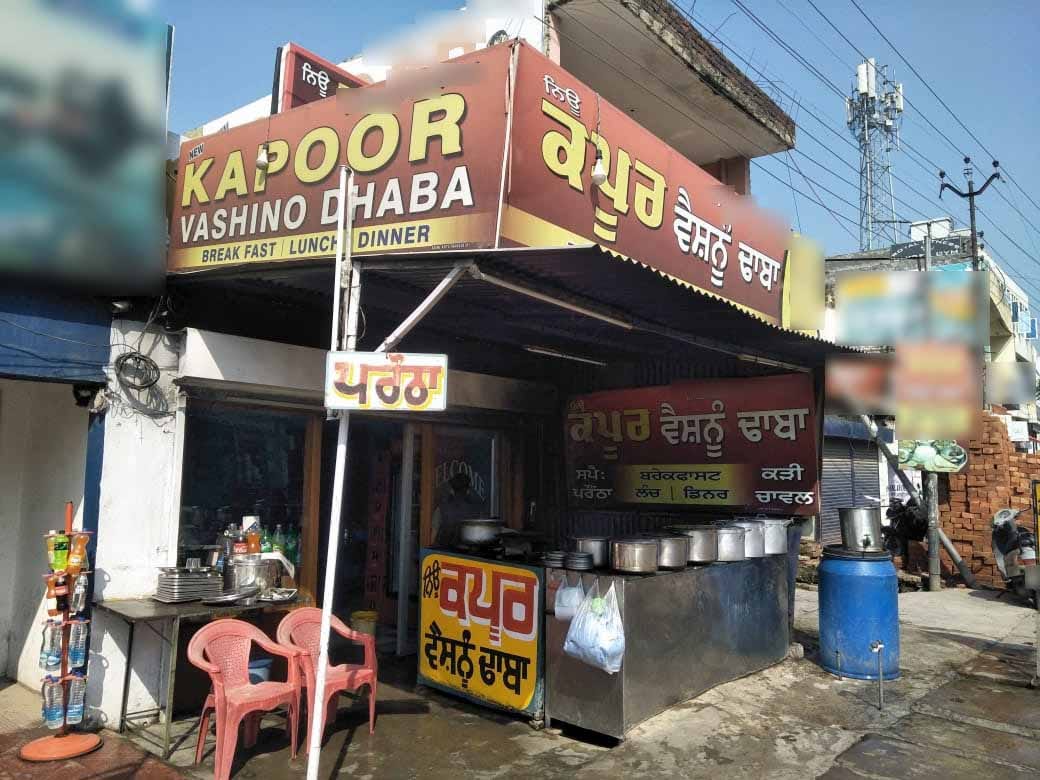 ਨਿਊ
NEW
KAPOOR
VASHINO DHABA
BREAK FAST | LUNCH | DINNER
ਨਿਊ
ਕਪੂਰ ਵੈਸ਼ਨੂੰ ਢਾਬਾ
ਪਰੌਠਾ
ਨਿਊ
ਕਪੂਰ ਵੈਸ਼ਨੂੰ ਢਾਬਾ
ਸਪੈ: ਪਰੌਠਾ
ਬਰੇਕਫਾਸਟ
ਲੰਚ | ਡਿਨਰ
ਕੜੀ ਚਾਵਲ
WELCOME
ਨਿਊ ਕਪੂਰ
ਵੈਸ਼ਨੂੰ ਢਾਬਾ